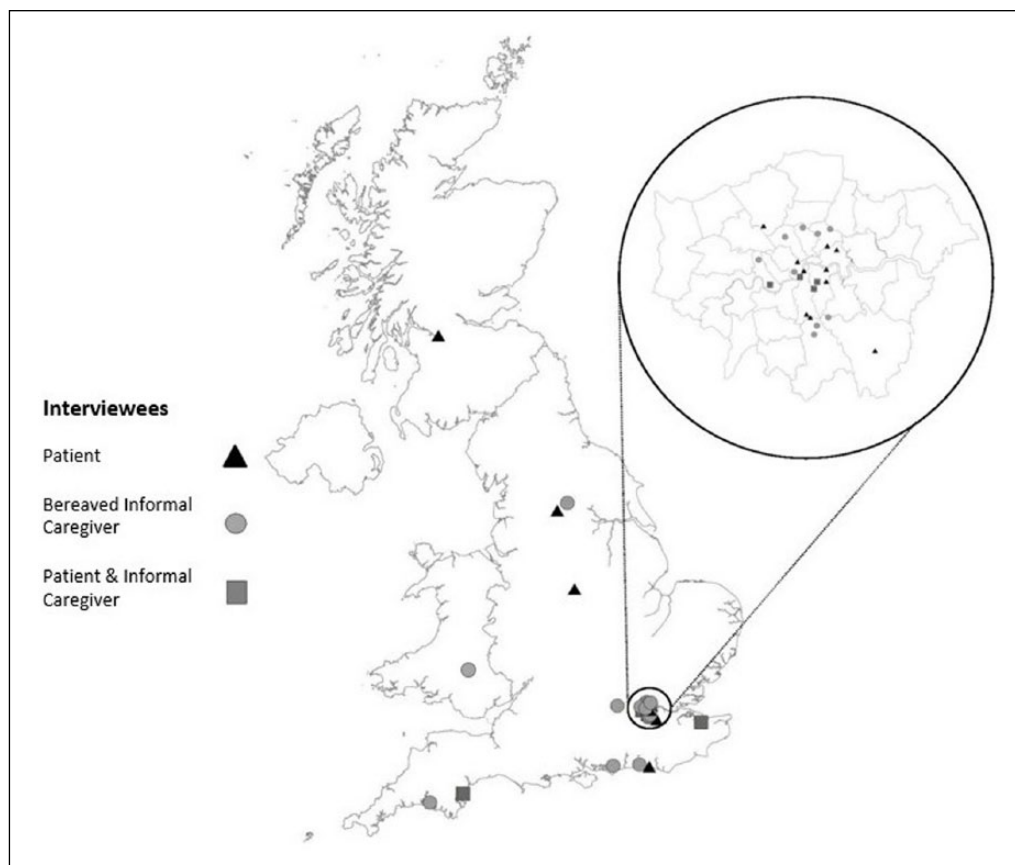 Interviewees
Patient
Bereaved Informal
Caregiver
Patient & Informal
Caregiver